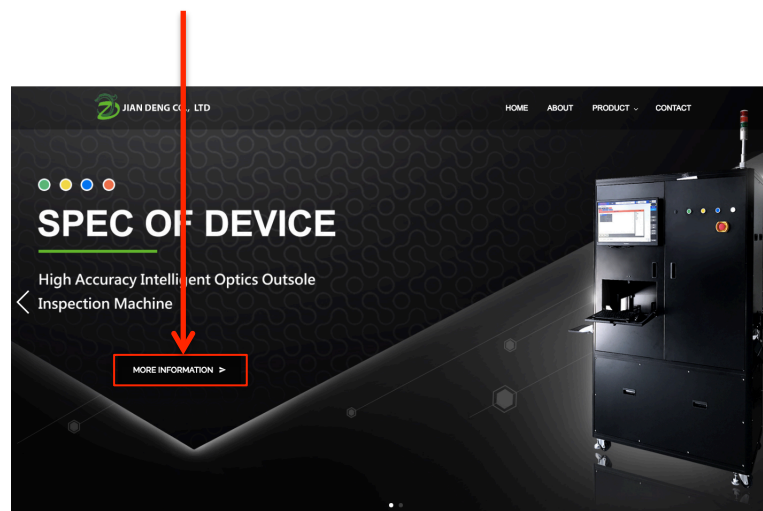 JIAN DENG CO., LTD
HOME ABOUT PRODUCT CONTACT
SPEC OF DEVICE
High Accuracy Intelligent Optics Outsole
Inspection Machine
MORE INFORMATION >